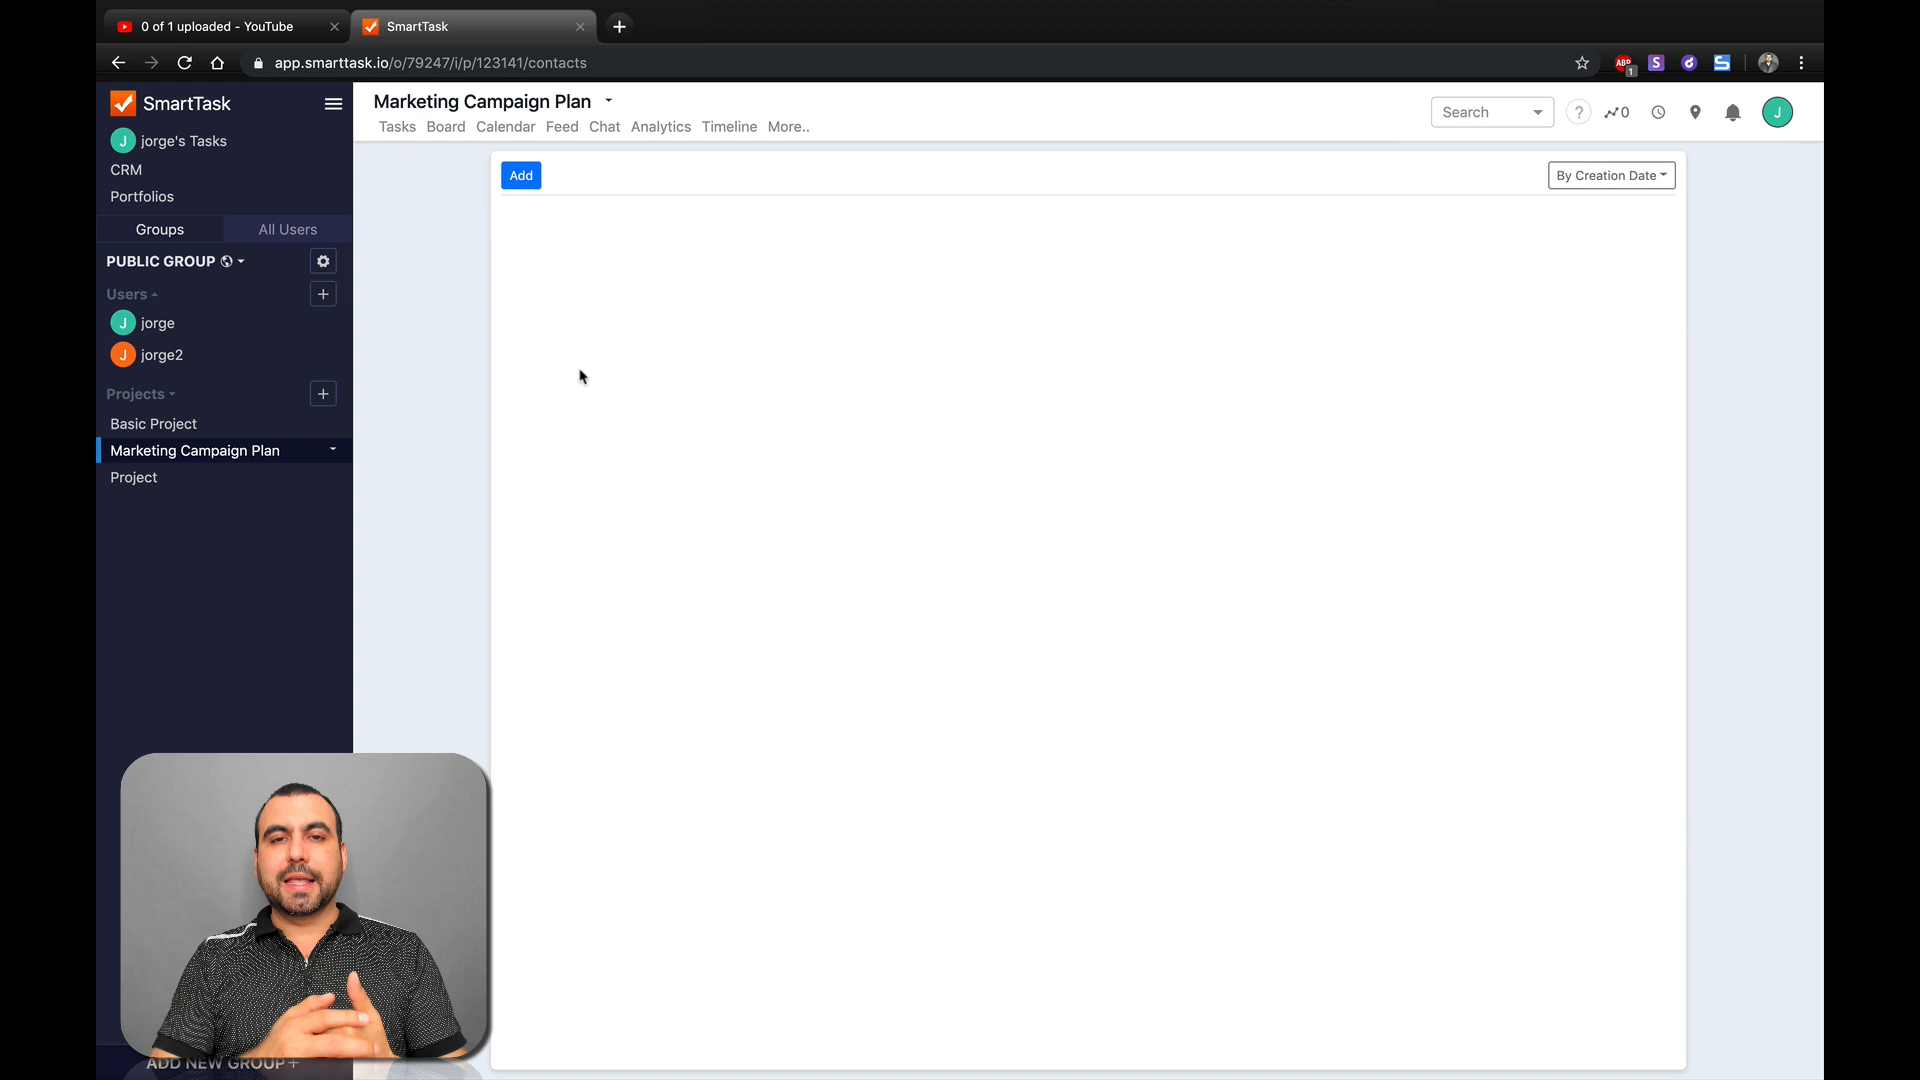 0 of 1 uploaded - YouTube
SmartTask
app.smarttask.io/o/79247/i/p/123141/contacts
ABP
1
S
SmartTask
J jorge's Tasks
CRM
Portfolios
Groups
All Users
PUBLIC GROUP
Users
J jorge
J jorge2
Projects
Basic Project
Marketing Campaign Plan
Project
ADD NEW GROUP+
Marketing Campaign Plan
Tasks Board Calendar Feed Chat Analytics Timeline More..
Search
?
0
J
Add
By Creation Date